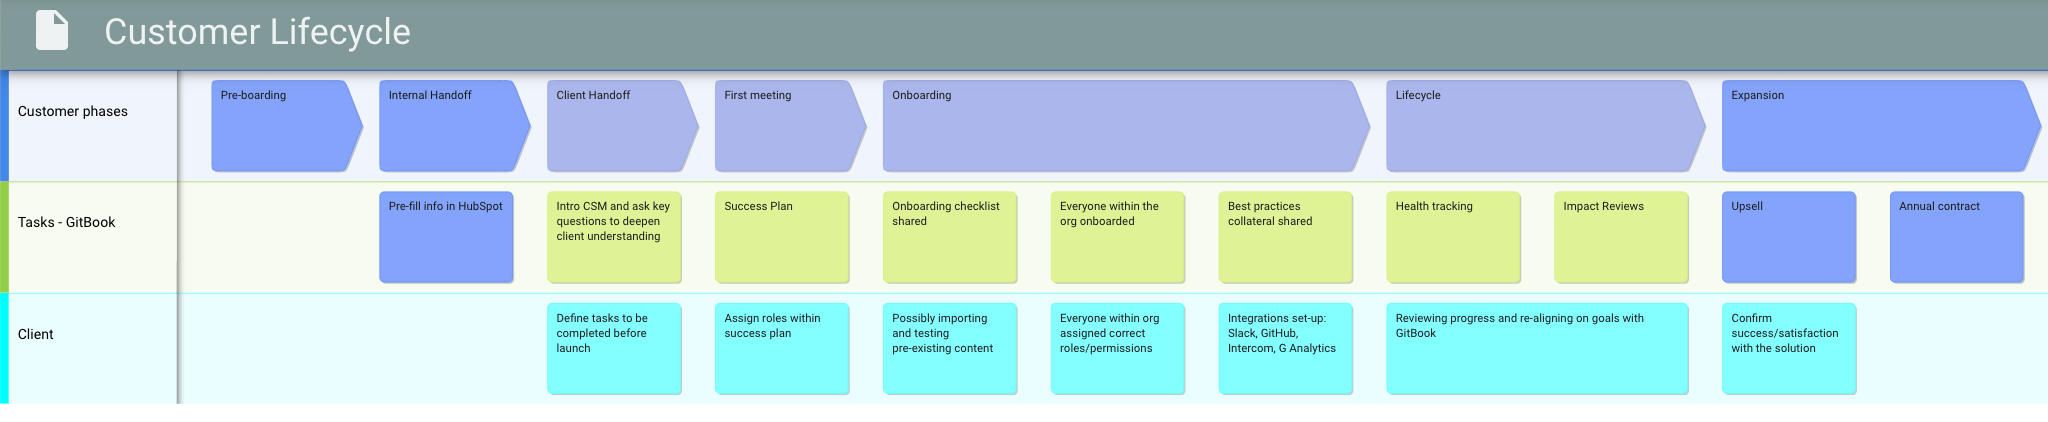 Customer Lifecycle
Customer phases
Pre-boarding
Internal Handoff
Client Handoff
First meeting
Onboarding
Lifecycle
Expansion
Tasks - GitBook
Pre-fill info in HubSpot
Intro CSM and ask key
questions to deepen
client understanding
Success Plan
Onboarding checklist
shared
Everyone within the
org onboarded
Best practices
collateral shared
Health tracking
Impact Reviews
Upsell
Annual contract
Client
Define tasks to be
completed before
launch
Assign roles within
success plan
Possibly importing
and testing
pre-existing content
Everyone within org
assigned correct
roles/permissions
Integrations set-up:
Slack, GitHub,
Intercom, G Analytics
Reviewing progress and re-aligning on goals with
GitBook
Confirm
success/satisfaction
with the solution